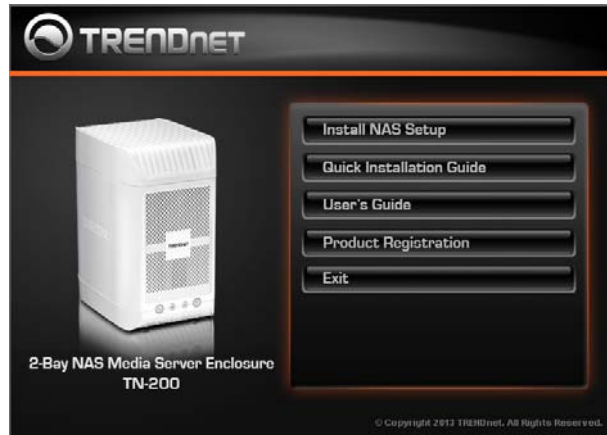 TRENDNET
Install NAS Setup
Quick Installation Guide
User's Guide
Product Registration
Exit
TRENDNET
2-Bay NAS Media Server Enclosure
TN-200
© Copyright 2013 TRENDnet. All Rights Reserved.